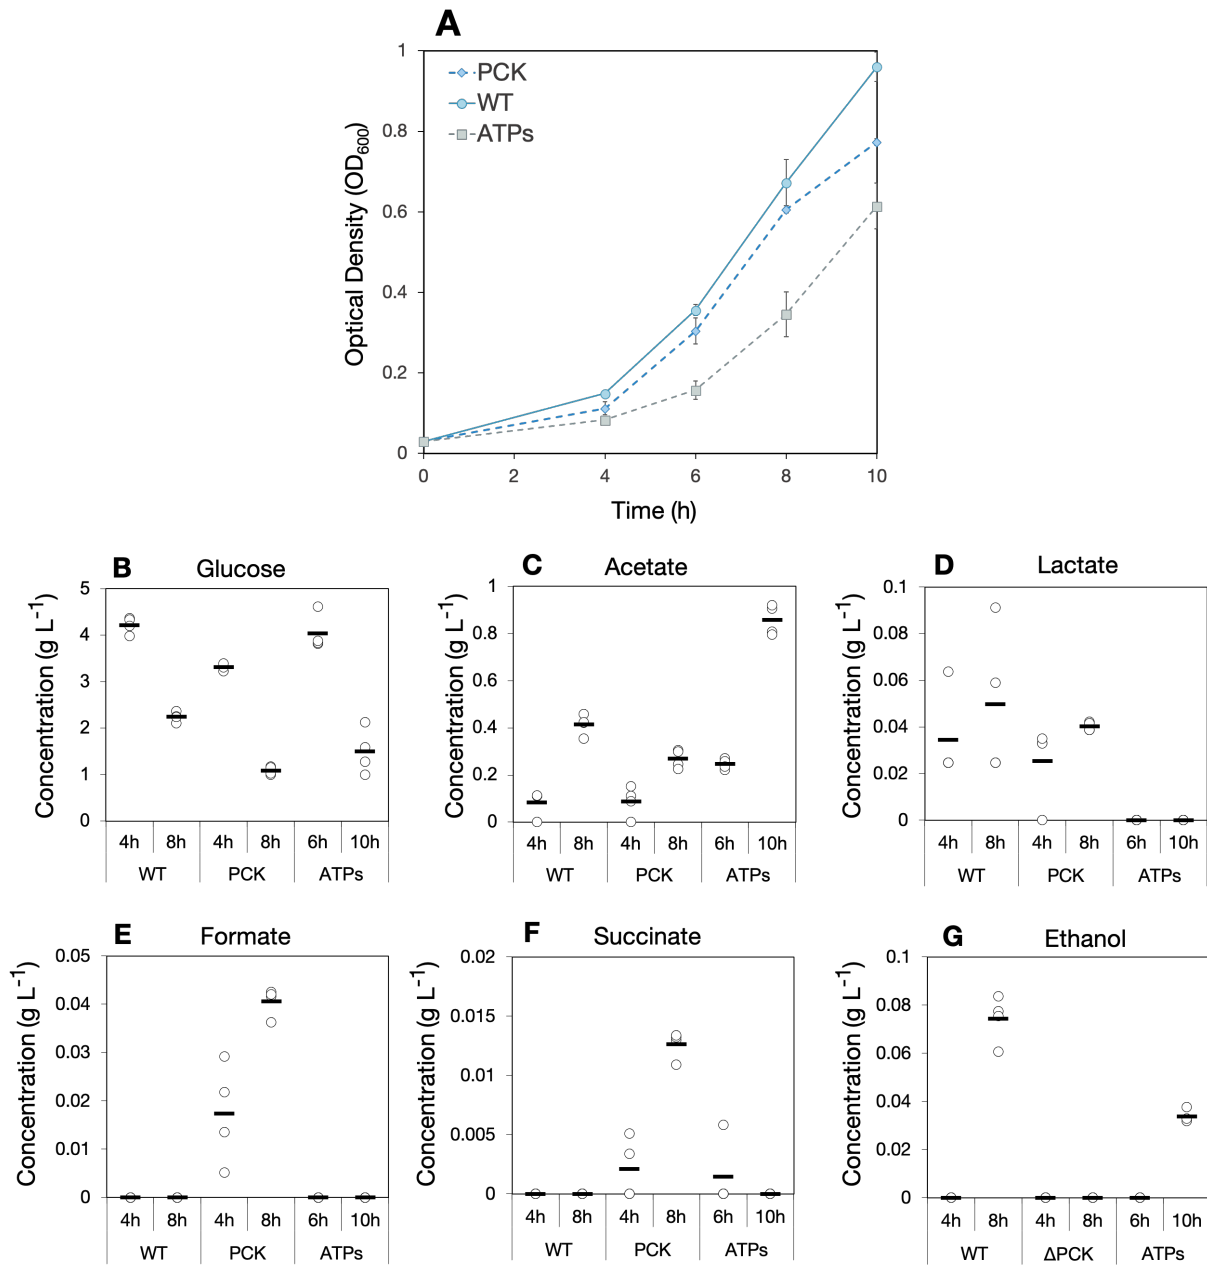 A
Optical Density (OD600)
1
0.8
0.6
0.4
0.2
0
PCK
WT
ATPs
0 2 4 6 8 10
Time (h)
B Glucose
Concentration (g L-1)
5
4
3
2
1
0
4h 8h 4h 8h 6h 10h
WT PCK ATPs
C Acetate
Concentration (g L-1)
1
0.8
0.6
0.4
0.2
0
4h 8h 4h 8h 6h 10h
WT PCK ATPs
D Lactate
Concentration (g L-1)
0.1
0.08
0.06
0.04
0.02
0
4h 8h 4h 8h 6h 10h
WT PCK ATPs
E Formate
Concentration (g L-1)
0.05
0.04
0.03
0.02
0.01
0
4h 8h 4h 8h 6h 10h
WT PCK ATPs
F Succinate
Concentration (g L-1)
0.02
0.015
0.01
0.005
0
4h 8h 4h 8h 6h 10h
WT PCK ATPs
G Ethanol
Concentration (g L-1)
0.1
0.08
0.06
0.04
0.02
0
4h 8h 4h 8h 6h 10h
WT ΔPCK ATPs